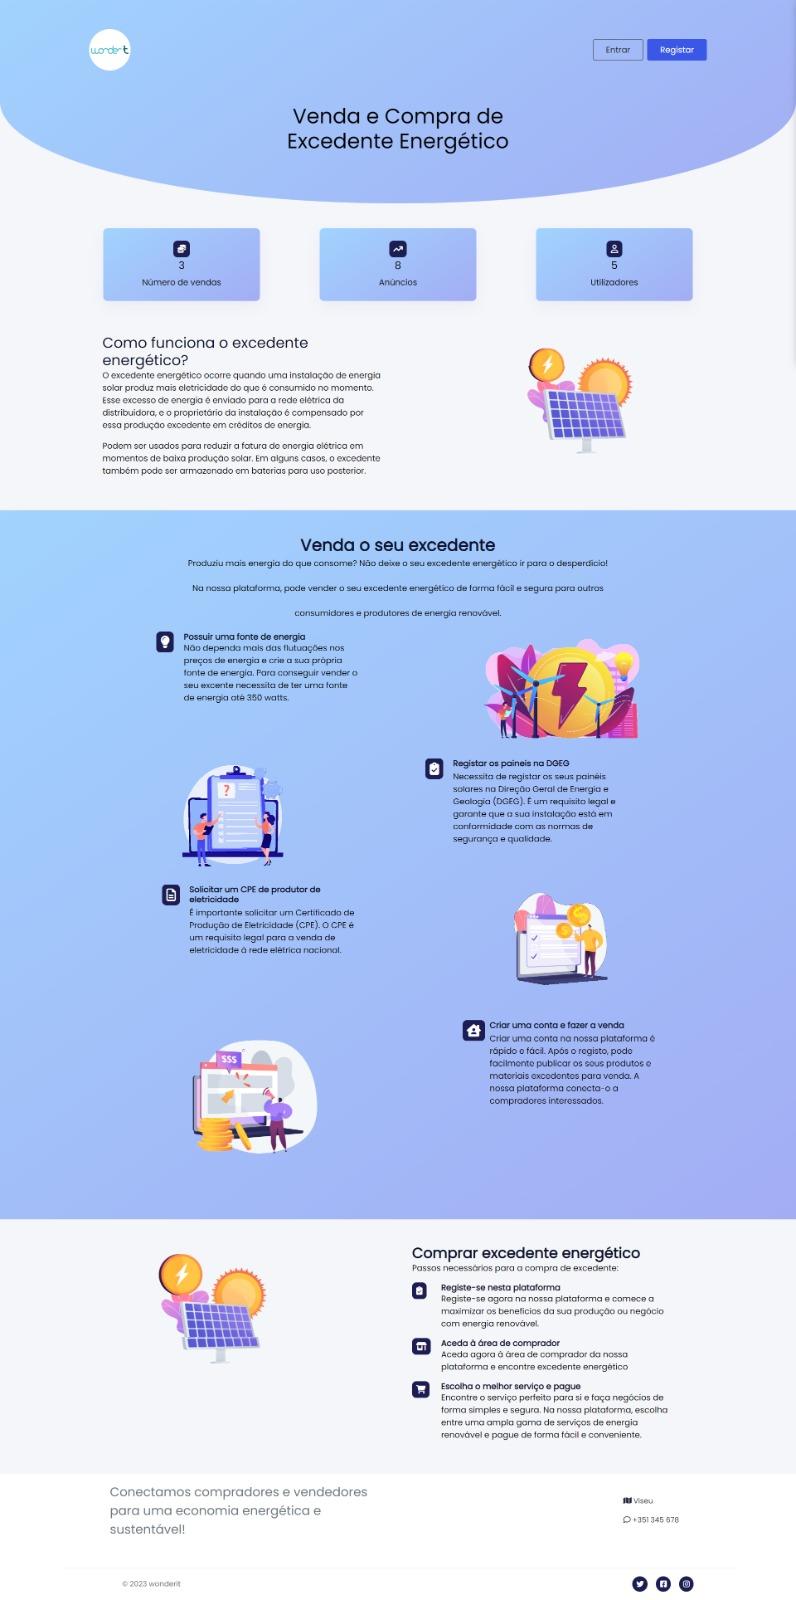 wonderit
Entrar
Registar
Venda e Compra de
Excedente Energético
3
Número de vendas
8
Anúncios
5
Utilizadores
Como funciona o excedente
energético?
O excedente energético ocorre quando uma instalação de energia
solar produz mais eletricidade do que é consumido no momento.
Esse excesso de energia é enviado para a rede elétrica da
distribuidora, e o proprietário da instalação é compensado por
essa produção excedente em créditos de energia.
Podem ser usados para reduzir a fatura de energia elétrica em
momentos de baixa produção solar. Em alguns casos, o excedente
também pode ser armazenado em baterias para uso posterior.
Venda o seu excedente
Produziu mais energia do que consome? Não deixe o seu excedente energético ir para o desperdício!
Na nossa plataforma, pode vender o seu excedente energético de forma fácil e segura para outros
consumidores e produtores de energia renovável.
Possuir uma fonte de energia
Não dependa mais das flutuações nos
preços de energia e crie a sua própria
fonte de energia. Para conseguir vender o
seu excente necessita de ter uma fonte
de energia até 350 watts.
Registar os paineis na DGEG
Necessita de registar os seus painéis
solares na Direção Geral de Energia e
Geologia (DGEG). É um requisito legal e
garante que a sua instalação está em
conformidade com as normas de
segurança e qualidade.
?
Solicitar um CPE de produtor de
eletricidade
É importante solicitar um Certificado de
Produção de Eletricidade (CPE). O CPE é
um requisito legal para a venda de
eletricidade à rede elétrica nacional.
Criar uma conta e fazer a venda
Criar uma conta na nossa plataforma é
rápido e fácil. Após o registo, pode
facilmente publicar os seus produtos e
materiais excedentes para venda. A
nossa plataforma conecta-o a
compradores interessados.
$$$
Comprar excedente energético
Passos necessários para a compra de excedente:
Registe-se nesta plataforma
Registe-se agora na nossa plataforma e comece a
maximizar os benefícios da sua produção ou negócio
com energia renovável.
Aceda à área de comprador
Aceda agora à área de comprador da nossa
plataforma e encontre excedente energético
Escolha o melhor serviço e pague
Encontre o serviço perfeito para si e faça negócios de
forma simples e segura. Na nossa plataforma, escolha
entre uma ampla gama de serviços de energia
renovável e pague de forma fácil e conveniente.
Conectamos compradores e vendedores
para uma economia energética e
sustentável!
Viseu
+351 345 678
© 2023 wonderit